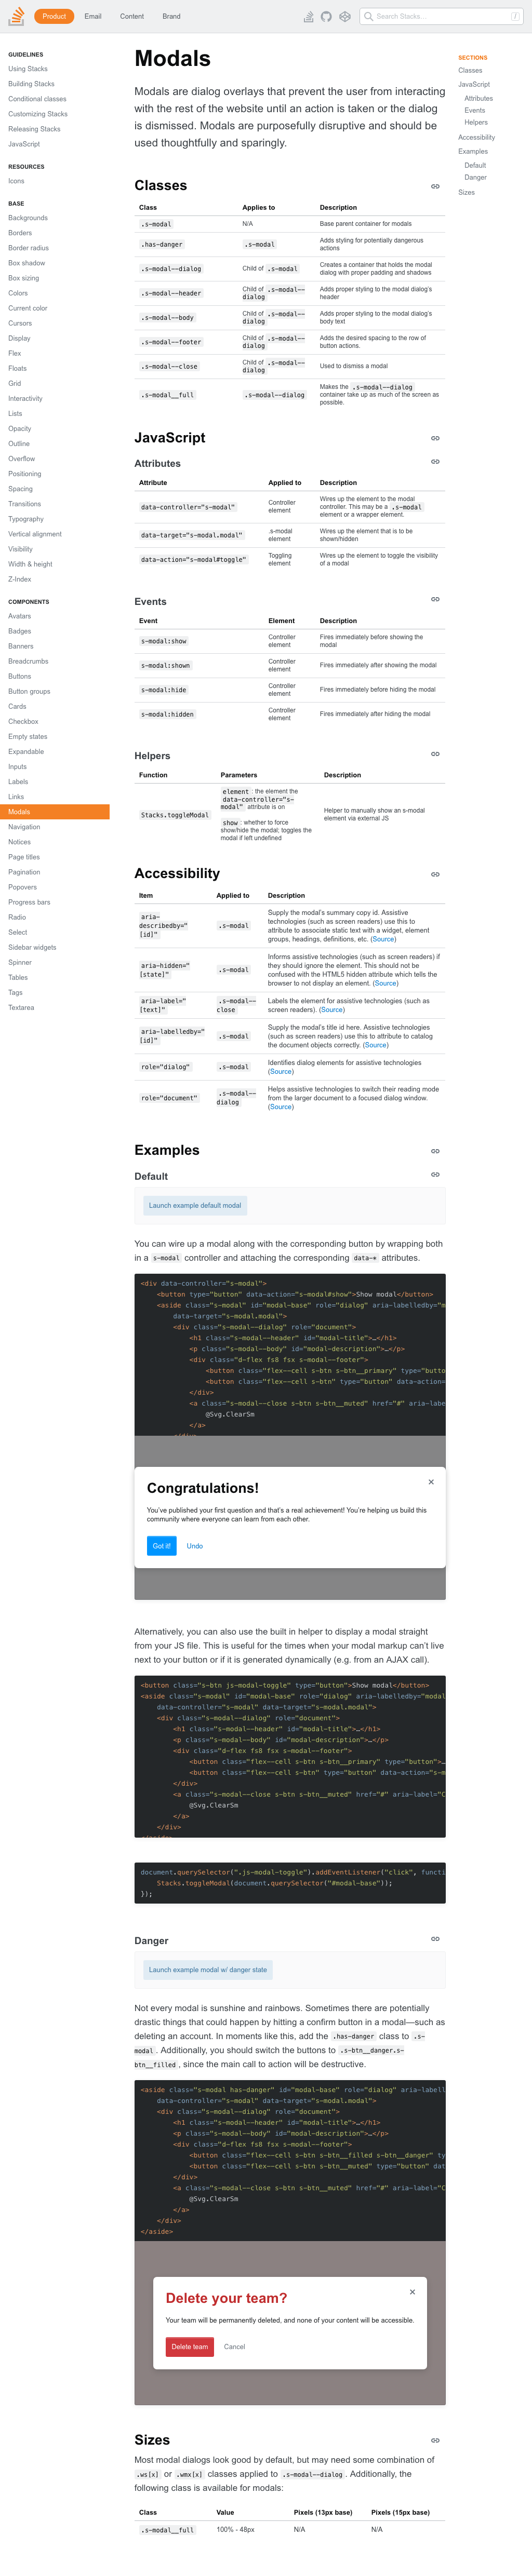 Product Email Content Brand
Search Stacks… /
GUIDELINES
Using Stacks
Building Stacks
Conditional classes
Customizing Stacks
Releasing Stacks
JavaScript
RESOURCES
Icons
BASE
Backgrounds
Borders
Border radius
Box shadow
Box sizing
Colors
Current color
Cursors
Display
Flex
Floats
Grid
Interactivity
Lists
Opacity
Outline
Overflow
Positioning
Spacing
Transitions
Typography
Vertical alignment
Visibility
Width & height
Z-Index
COMPONENTS
Avatars
Badges
Banners
Breadcrumbs
Buttons
Button groups
Cards
Checkbox
Empty states
Expandable
Inputs
Labels
Links
Modals
Navigation
Notices
Page titles
Pagination
Popovers
Progress bars
Radio
Select
Sidebar widgets
Spinner
Tables
Tags
Textarea
Modals
Modals are dialog overlays that prevent the user from interacting
with the rest of the website until an action is taken or the dialog
is dismissed. Modals are purposefully disruptive and should be
used thoughtfully and sparingly.
Classes
Class Applies to Description
.s-modal N/A Base parent container for modals
.has-danger .s-modal Adds styling for potentially dangerous
actions
.s-modal--dialog Child of .s-modal Creates a container that holds the modal
dialog with proper padding and shadows
.s-modal--header Child of .s-modal--
dialog Adds proper styling to the modal dialog's
header
.s-modal--body Child of .s-modal--
dialog Adds proper styling to the modal dialog's
body text
.s-modal--footer Child of .s-modal--
dialog Adds the desired spacing to the row of
button actions.
.s-modal--close Child of .s-modal--
dialog Used to dismiss a modal
.s-modal__full .s-modal--dialog Makes the .s-modal--dialog
container take up as much of the screen as
possible.
JavaScript
Attributes
Attribute Applied to Description
data-controller="s-modal" Controller
element Wires up the element to the modal
controller. This may be a .s-modal
element or a wrapper element.
data-target="s-modal.modal" .s-modal
element Wires up the element that is to be
shown/hidden
data-action="s-modal#toggle" Toggling
element Wires up the element to toggle the visibility
of a modal
Events
Event Element Description
s-modal:show Controller
element Fires immediately before showing the
modal
s-modal:shown Controller
element Fires immediately after showing the modal
s-modal:hide Controller
element Fires immediately before hiding the modal
s-modal:hidden Controller
element Fires immediately after hiding the modal
Helpers
Function Parameters Description
Stacks.toggleModal element : the element the
data-controller="s-
modal" attribute is on
show : whether to force
show/hide the modal; toggles the
modal if left undefined
Helper to manually show an s-modal
element via external JS
Accessibility
Item Applied to Description
aria-
describedby="
[id]" .s-modal Supply the modal's summary copy id. Assistive
technologies (such as screen readers) use this to
attribute to associate static text with a widget, element
groups, headings, definitions, etc. (Source)
aria-hidden="
[state]" .s-modal Informs assistive technologies (such as screen readers) if
they should ignore the element. This should not be
confused with the HTML5 hidden attribute which tells the
browser to not display an element. (Source)
aria-label="
[text]" .s-modal--
close Labels the element for assistive technologies (such as
screen readers). (Source)
aria-labelledby="
[id]" .s-modal Supply the modal's title id here. Assistive technologies
(such as screen readers) use this to attribute to catalog
the document objects correctly. (Source)
role="dialog" .s-modal Identifies dialog elements for assistive technologies
(Source)
role="document" .s-modal--
dialog Helps assistive technologies to switch their reading mode
from the larger document to a focused dialog window.
(Source)
Examples
Default
Launch example default modal
You can wire up a modal along with the corresponding button by wrapping both
in a s-modal controller and attaching the corresponding data-* attributes.
<div data-controller="s-modal">
<button type="button" data-action="s-modal#show">Show modal</button>
<aside class="s-modal" id="modal-base" role="dialog" aria-labelledby="m
data-target="s-modal.modal">
<div class="s-modal--dialog" role="document">
<h1 class="s-modal--header" id="modal-title">…</h1>
<p class="s-modal--body" id="modal-description">…</p>
<div class="d-flex fs8 fsx s-modal--footer">
<button class="flex--cell s-btn s-btn__primary" type="butto
<button class="flex--cell s-btn" type="button" data-action=
</div>
<a class="s-modal--close s-btn s-btn__muted" href="#" aria-labe
@Svg.ClearSm
</a>
</div>
Congratulations!
You've published your first question and that's a real achievement! You're helping us build this
community where everyone can learn from each other.
Got it! Undo
Alternatively, you can also use the built in helper to display a modal straight
from your JS file. This is useful for the times when your modal markup can't live
next to your button or if it is generated dynamically (e.g. from an AJAX call).
<button class="s-btn js-modal-toggle" type="button">Show modal</button>
<aside class="s-modal" id="modal-base" role="dialog" aria-labelledby="modal
data-controller="s-modal" data-target="s-modal.modal">
<div class="s-modal--dialog" role="document">
<h1 class="s-modal--header" id="modal-title">…</h1>
<p class="s-modal--body" id="modal-description">…</p>
<div class="d-flex fs8 fsx s-modal--footer">
<button class="flex--cell s-btn s-btn__primary" type="button">…
<button class="flex--cell s-btn" type="button" data-action="s-m
</div>
<a class="s-modal--close s-btn s-btn__muted" href="#" aria-label="C
@Svg.ClearSm
</a>
</div>
</aside>
document.querySelector(".js-modal-toggle").addEventListener("click", functi
Stacks.toggleModal(document.querySelector("#modal-base"));
});
Danger
Launch example modal w/ danger state
Not every modal is sunshine and rainbows. Sometimes there are potentially
drastic things that could happen by hitting a confirm button in a modal—such as
deleting an account. In moments like this, add the .has-danger class to .s-
modal . Additionally, you should switch the buttons to .s-btn__danger.s-
btn__filled , since the main call to action will be destructive.
<aside class="s-modal has-danger" id="modal-base" role="dialog" aria-labell
data-controller="s-modal" data-target="s-modal.modal">
<div class="s-modal--dialog" role="document">
<h1 class="s-modal--header" id="modal-title">…</h1>
<p class="s-modal--body" id="modal-description">…</p>
<div class="d-flex fs8 fsx s-modal--footer">
<button class="flex--cell s-btn s-btn__filled s-btn__danger" ty
<button class="flex--cell s-btn s-btn__muted" type="button" dat
</div>
<a class="s-modal--close s-btn s-btn__muted" href="#" aria-label="C
@Svg.ClearSm
</a>
</div>
</aside>
Delete your team?
Your team will be permanently deleted, and none of your content will be accessible.
Delete team Cancel
Sizes
Most modal dialogs look good by default, but may need some combination of
.ws[x] or .wmx[x] classes applied to .s-modal--dialog . Additionally, the
following class is available for modals:
Class Value Pixels (13px base) Pixels (15px base)
.s-modal__full 100% - 48px N/A N/A
SECTIONS
Classes
JavaScript
Attributes
Events
Helpers
Accessibility
Examples
Default
Danger
Sizes